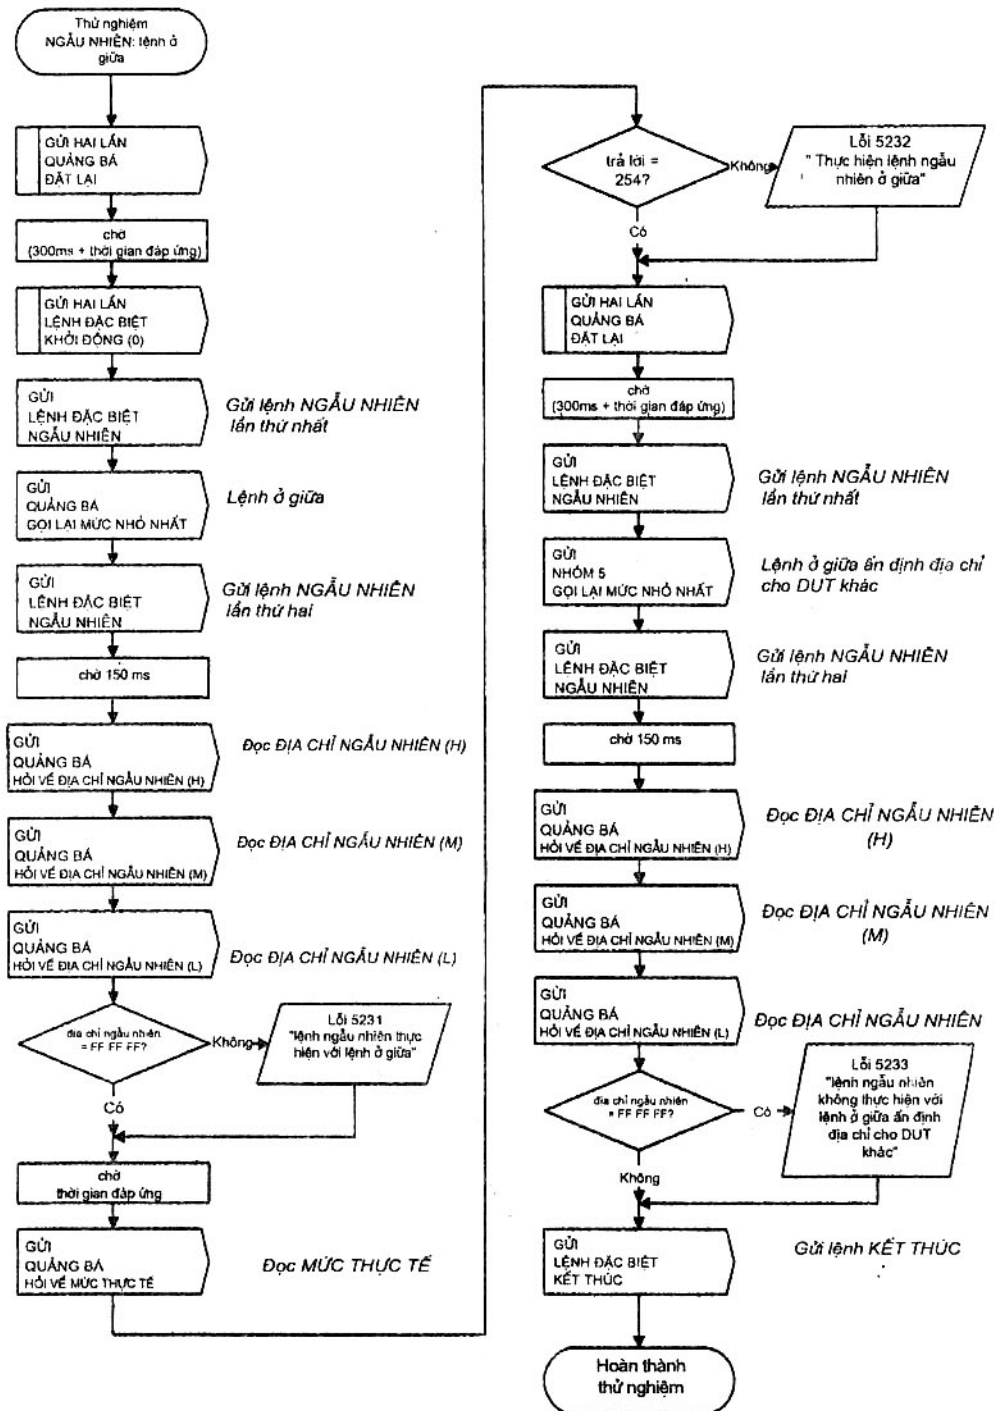 Thử nghiệm
NGẪU NHIÊN: lệnh ở
giữa
GỬI HAI LẦN
QUẢNG BÁ
ĐẶT LẠI
chờ
(300ms + thời gian đáp ứng)
GỬI HAI LẦN
LỆNH ĐẶC BIỆT
KHỞI ĐỘNG (0)
GỬI
LỆNH ĐẶC BIỆT
NGẪU NHIÊN
Gửi lệnh NGẪU NHIÊN
lần thứ nhất
GỬI
QUẢNG BÁ
GỌI LẠI MỨC NHỎ NHẤT
Lệnh ở giữa
GỬI
LỆNH ĐẶC BIỆT
NGẪU NHIÊN
Gửi lệnh NGẪU NHIÊN
lần thứ hai
chờ 150 ms
GỬI
QUẢNG BÁ
HỎI VỀ ĐỊA CHỈ NGẪU NHIÊN (H)
Đọc ĐỊA CHỈ NGẪU NHIÊN (H)
GỬI
QUẢNG BÁ
HỎI VỀ ĐỊA CHỈ NGẪU NHIÊN (M)
Đọc ĐỊA CHỈ NGẪU NHIÊN (M)
GỬI
QUẢNG BÁ
HỎI VỀ ĐỊA CHỈ NGẪU NHIÊN (L)
Đọc ĐỊA CHỈ NGẪU NHIÊN (L)
địa chỉ ngẫu nhiên
= FF FF FF?
Không
Lỗi 5231
"lệnh ngẫu nhiên thực
hiện với lệnh ở giữa"
Có
chờ
thời gian đáp ứng
GỬI
QUẢNG BÁ
HỎI VỀ MỨC THỰC TẾ
Đọc MỨC THỰC TẾ
trả lời =
254?
Không
Lỗi 5232
" Thực hiện lệnh ngẫu
nhiên ở giữa"
Có
GỬI HAI LẦN
QUẢNG BÁ
ĐẶT LẠI
chờ
(300ms + thời gian đáp ứng)
GỬI
LỆNH ĐẶC BIỆT
NGẪU NHIÊN
Gửi lệnh NGẪU NHIÊN
lần thứ nhất
GỬI
NHÓM 5
GỌI LẠI MỨC NHỎ NHẤT
Lệnh ở giữa ấn định địa chỉ
cho DUT khác
GỬI
LỆNH ĐẶC BIỆT
NGẪU NHIÊN
Gửi lệnh NGẪU NHIÊN
lần thứ hai
chờ 150 ms
GỬI
QUẢNG BÁ
HỎI VỀ ĐỊA CHỈ NGẪU NHIÊN (H)
Đọc ĐỊA CHỈ NGẪU NHIÊN
(H)
GỬI
QUẢNG BÁ
HỎI VỀ ĐỊA CHỈ NGẪU NHIÊN (M)
Đọc ĐỊA CHỈ NGẪU NHIÊN
(M)
GỬI
QUẢNG BÁ
HỎI VỀ ĐỊA CHỈ NGẪU NHIÊN (L)
Đọc ĐỊA CHỈ NGẪU NHIÊN
địa chỉ ngẫu nhiên
= FF FF FF?
Có
Lỗi 5233
"lệnh ngẫu nhiên
không thực hiện với
lệnh ở giữa ấn định
địa chỉ cho DUT
khác"
Không
GỬI
LỆNH ĐẶC BIỆT
KẾT THÚC
Gửi lệnh KẾT THÚC
Hoàn thành
thử nghiệm